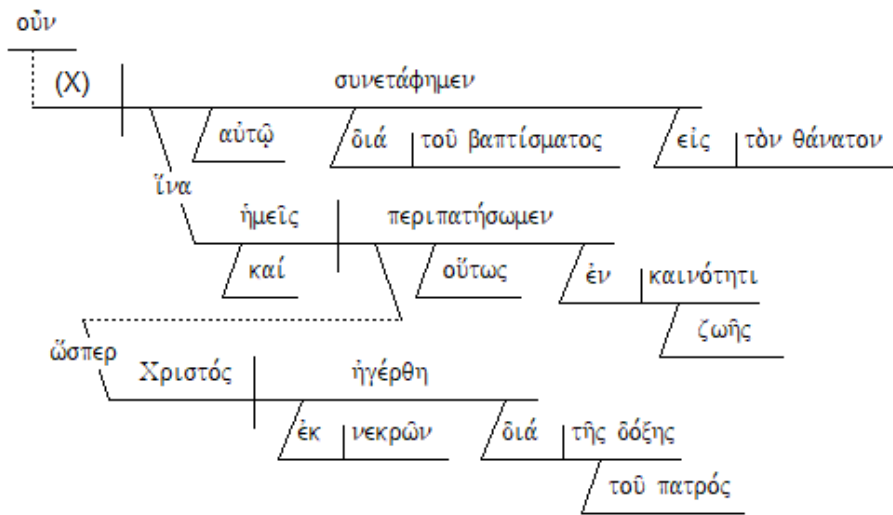 οὖν
(X) συνετάφημεν
αὐτῷ διά τοῦ βαπτίσματος εἰς τὸν θάνατον
ἵνα
ἡμεῖς περιπατήσωμεν
καί οὕτως ἐν καινότητι
ζωῆς
ὥσπερ
Χριστός ἠγέρθη
ἐκ νεκρῶν διά τῆς δόξης
τοῦ πατρός